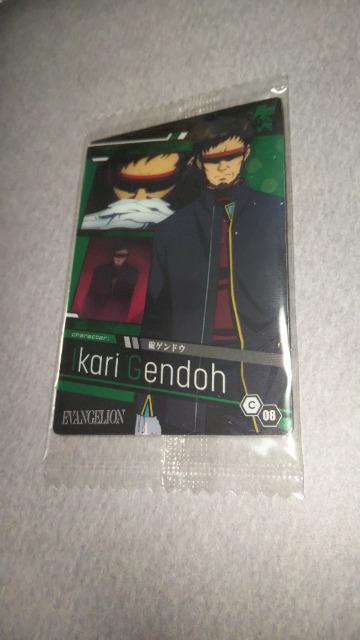 character:
碇ゲンドウ
Ikari Gendoh
EVANGELION
C 08